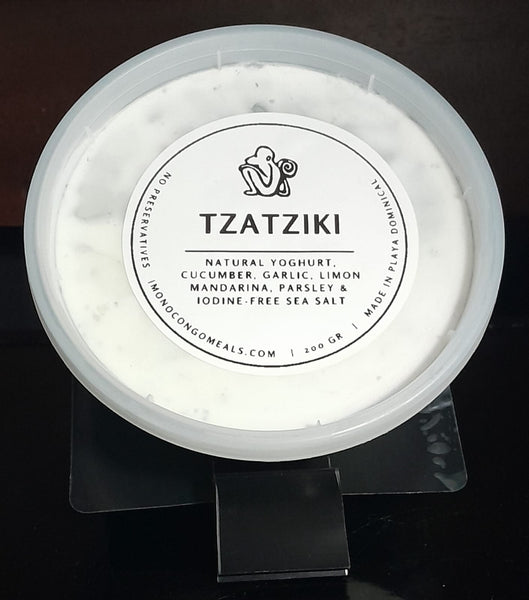 TZATZIKI
NATURAL YOGHURT,
CUCUMBER, GARLIC, LIMON
MANDARINA, PARSLEY &
IODINE-FREE SEA SALT
NO PRESERVATIVES | MONOCONGOMEALS.COM | 200 GR | MADE IN PLAYA DOMINICAL